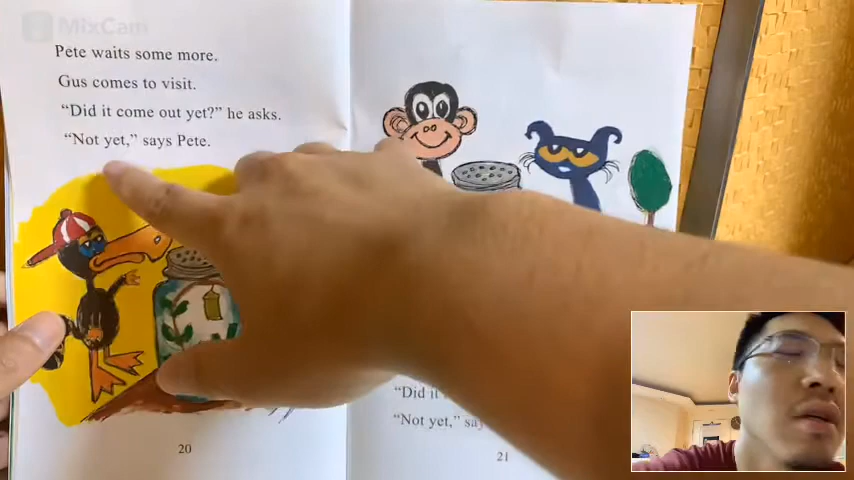 MixCam
Pete waits some more.
Gus comes to visit.
“Did it come out yet?” he asks.
“Not yet,” says Pete.
20
“Did it
“Not yet,”
21